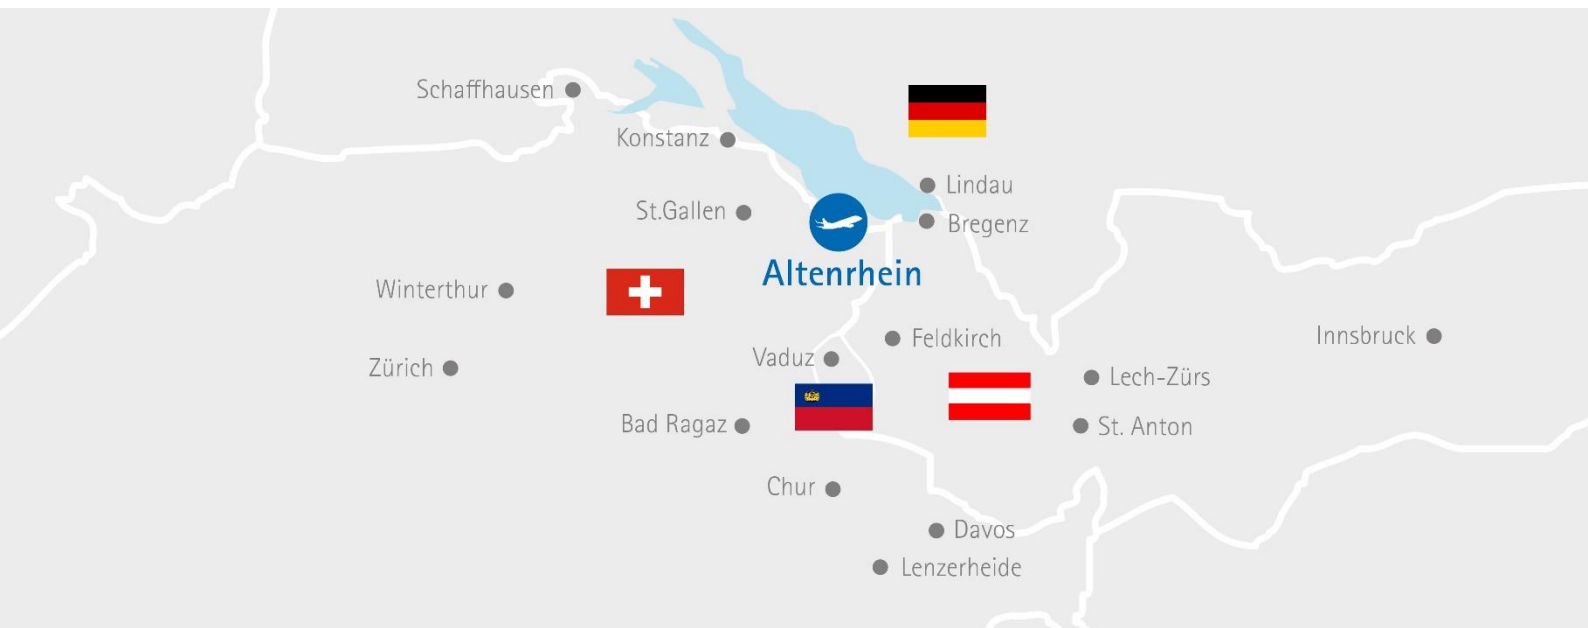 Schaffhausen
Konstanz
Lindau
St.Gallen
Bregenz
Altenrhein
Winterthur
Feldkirch
Innsbruck
Vaduz
Zürich
Lech-Zürs
Bad Ragaz
St. Anton
Chur
Davos
Lenzerheide